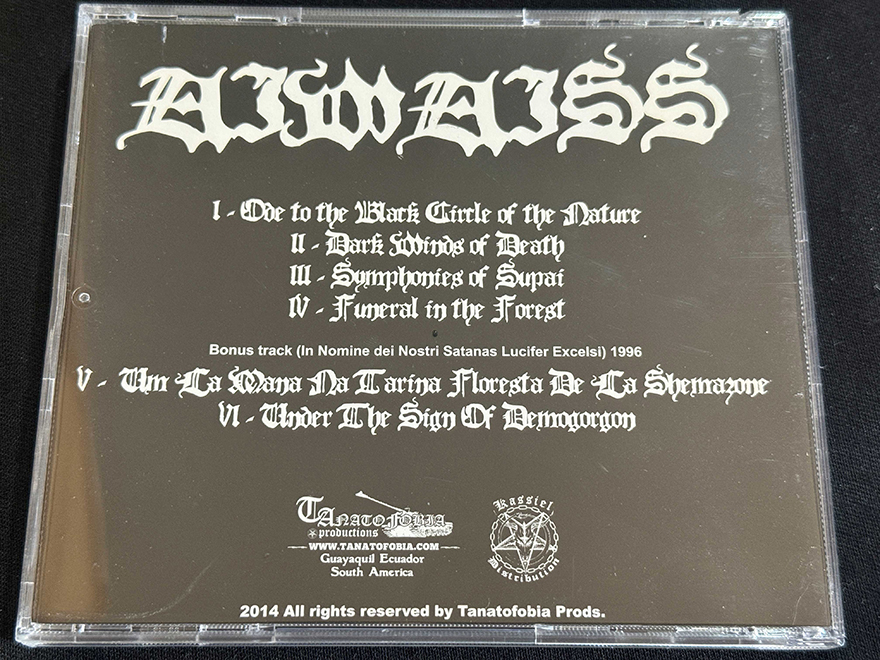 AIWAISS
I - Ode to the Black Circle of the Nature
II - Dark Winds of Death
III - Symphonies of Supai
IV - Funeral in the Forest
Bonus track (In Nomine dei Nostri Satanas Lucifer Excelsi) 1996
V - Um La Mana Na Tarina Floresta De La Shemazone
VI - Under The Sign Of Demogorgon
TANATOFOBIA
productions
WWW.TANATOFOBIA.COM
Guayaquil Ecuador
South America
Kassiel
Distribution
2014 All rights reserved by Tanatofobia Prods.